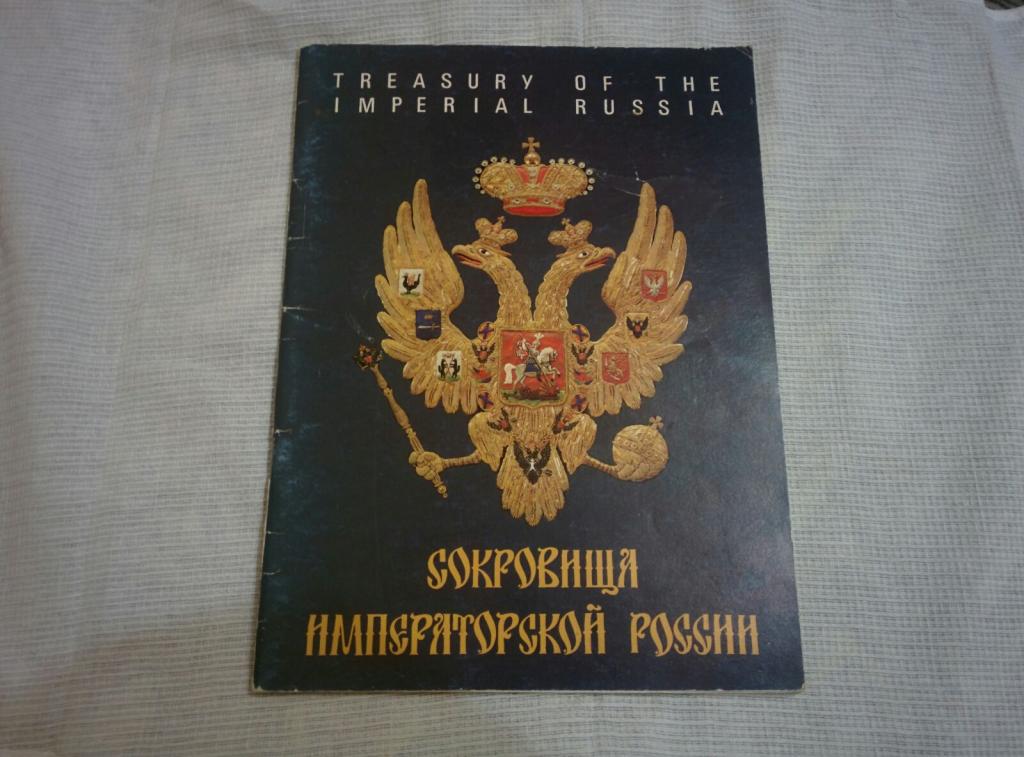 TREASURY OF THE
IMPERIAL RUSSIA
СОКРОВИЩА
ИМПЕРАТОРСКОЙ РОССИИ